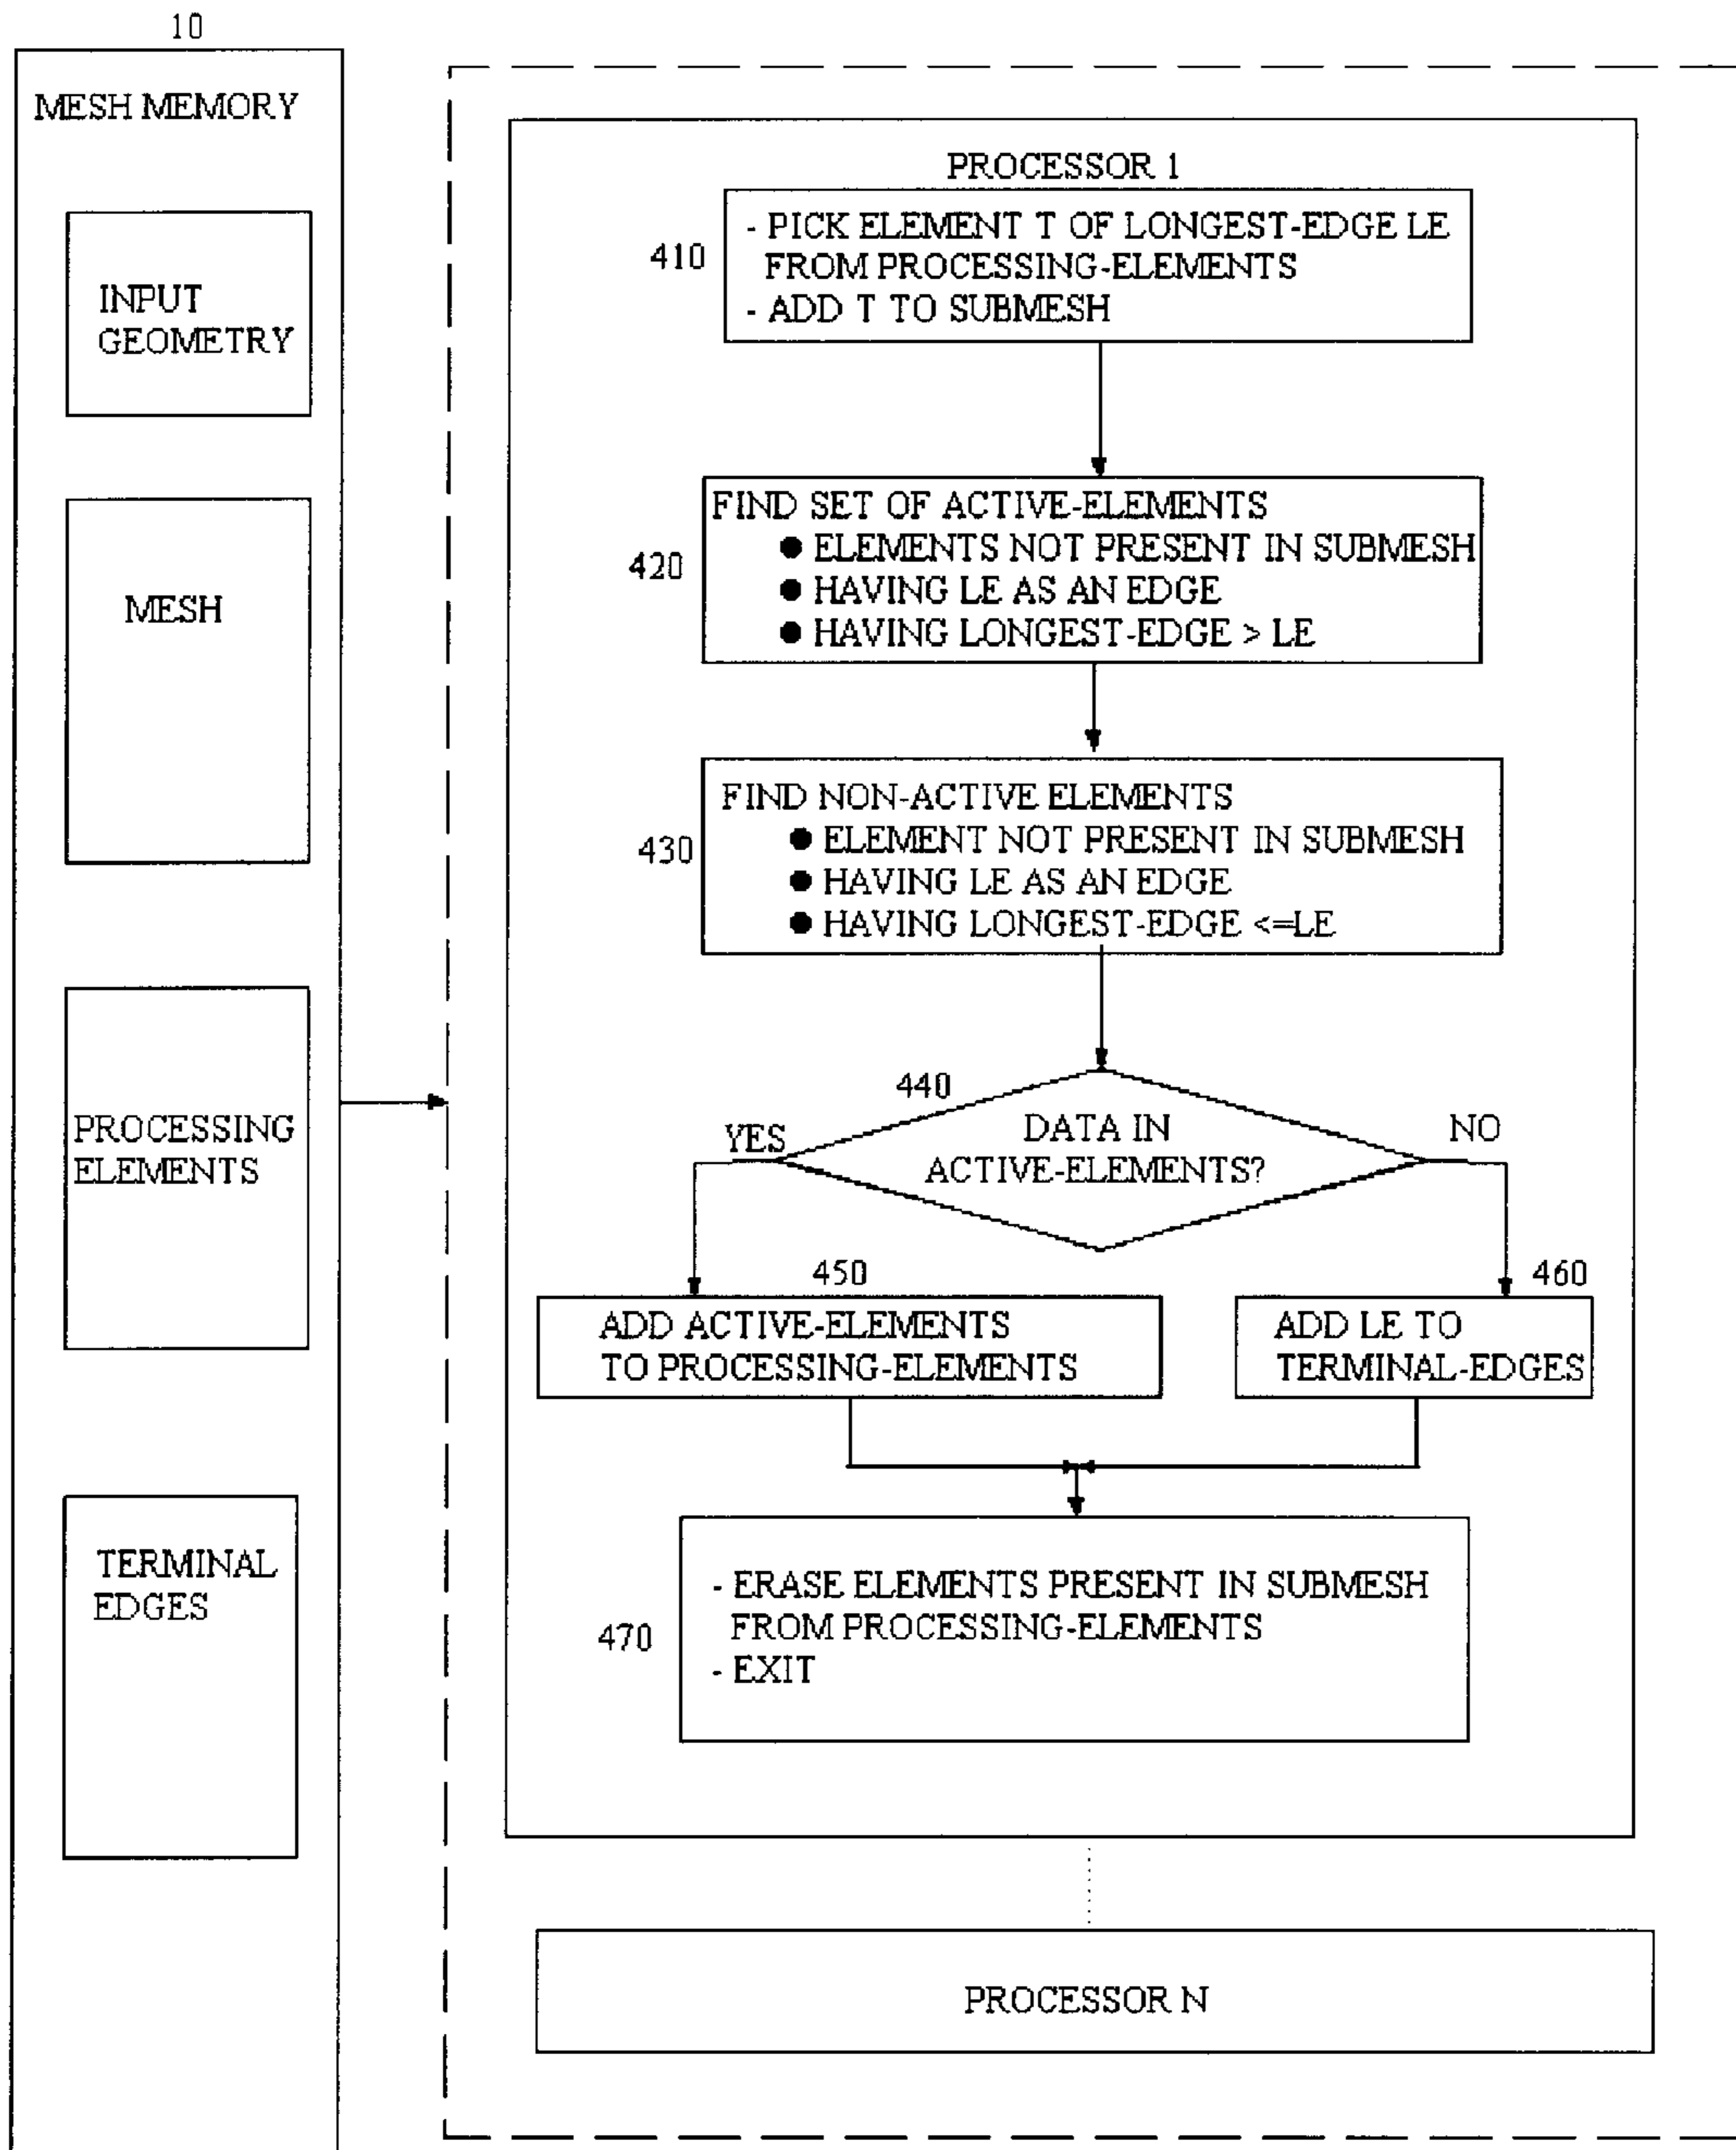 10
MESH MEMORY
INPUT
GEOMETRY
MESH
PROCESSING
ELEMENTS
TERMINAL
EDGES
PROCESSOR 1
410
- PICK ELEMENT T OF LONGEST-EDGE LE
FROM PROCESSING-ELEMENTS
- ADD T TO SUBMESH
420
FIND SET OF ACTIVE-ELEMENTS
● ELEMENTS NOT PRESENT IN SUBMESH
● HAVING LE AS AN EDGE
● HAVING LONGEST-EDGE > LE
430
FIND NON-ACTIVE ELEMENTS
● ELEMENT NOT PRESENT IN SUBMESH
● HAVING LE AS AN EDGE
● HAVING LONGEST-EDGE <=LE
440
YES
DATA IN
ACTIVE-ELEMENTS?
NO
450
ADD ACTIVE-ELEMENTS
TO PROCESSING-ELEMENTS
460
ADD LE TO
TERMINAL-EDGES
470
- ERASE ELEMENTS PRESENT IN SUBMESH
FROM PROCESSING-ELEMENTS
- EXIT
PROCESSOR N